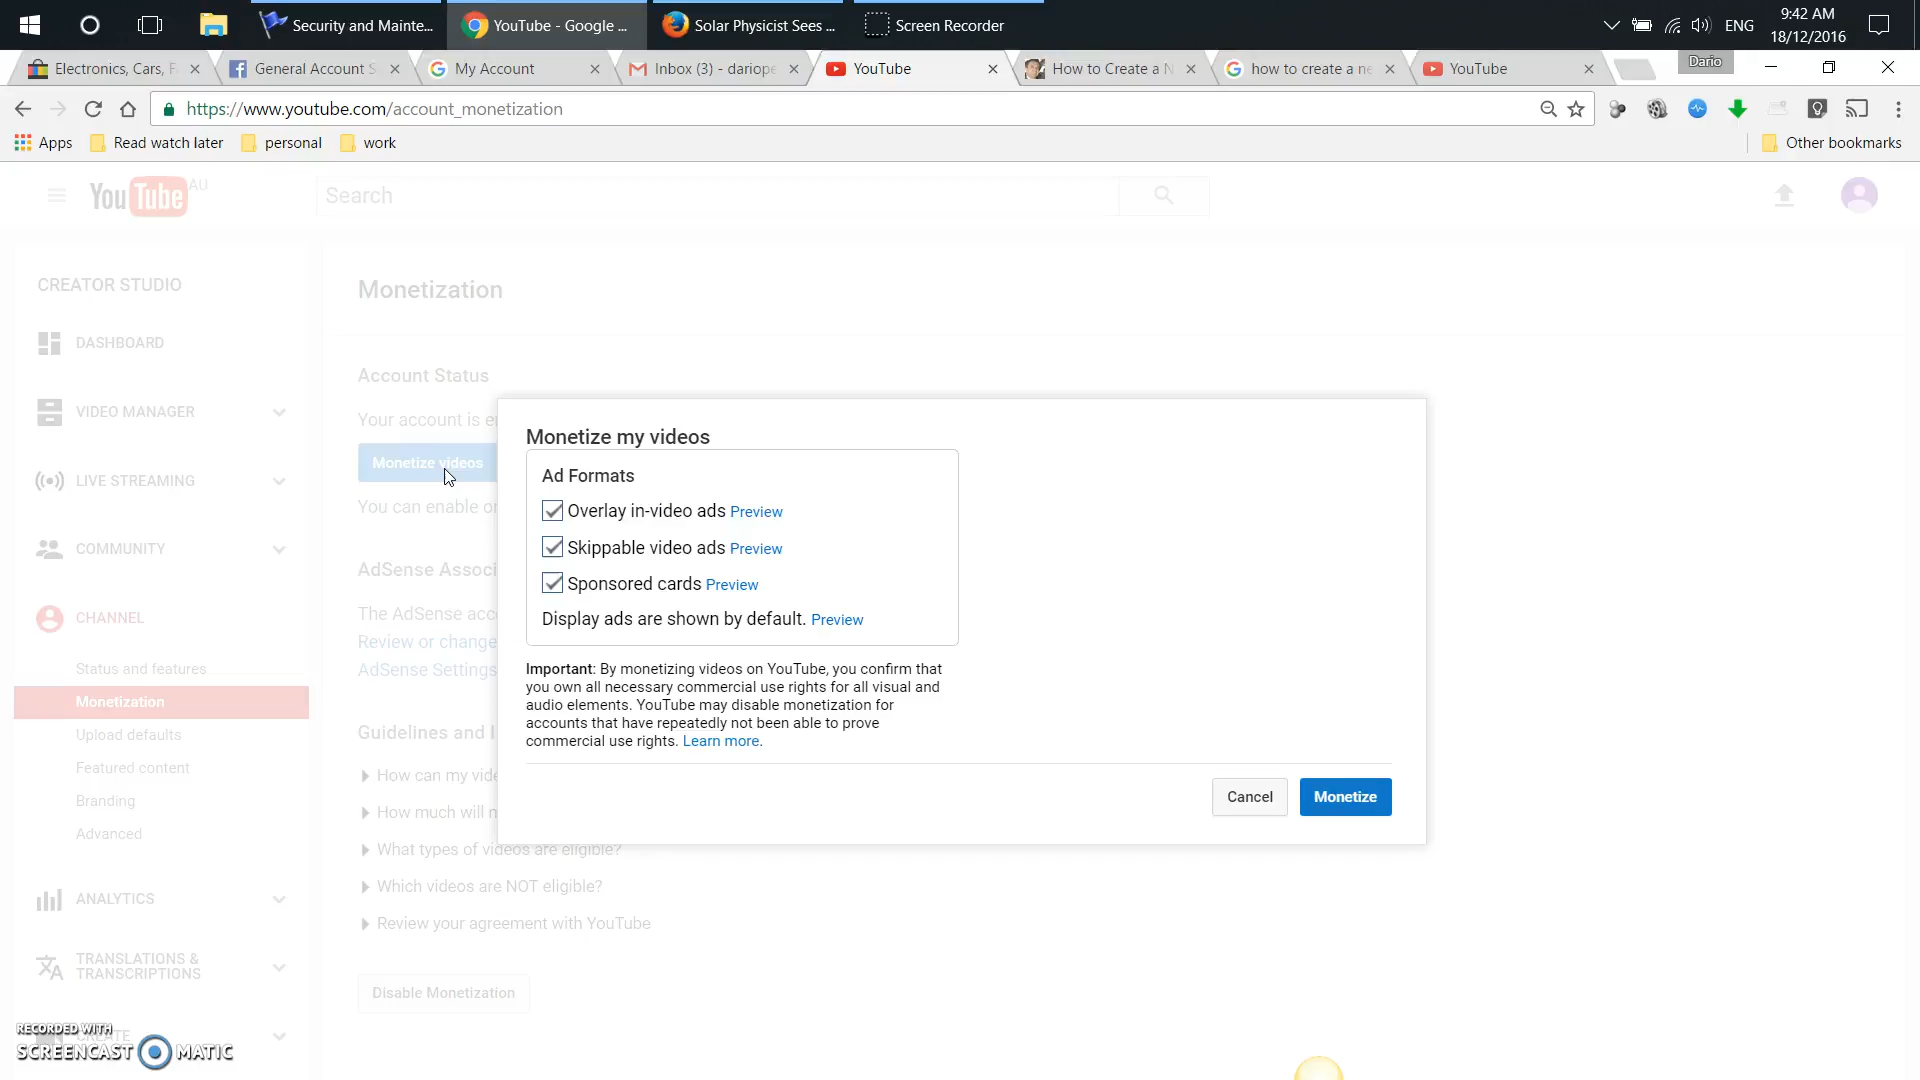 Security and Mainte...
YouTube - Google ...
Solar Physicist Sees ...
Screen Recorder
ENG
9:42 AM
18/12/2016
Electronics, Cars, F
General Account S
My Account
Inbox (3) - dariope
YouTube
How to Create a N
how to create a ne
YouTube
Dario
https://www.youtube.com/account_monetization
Apps
Read watch later
personal
work
Other bookmarks
YouTube AU
Search
CREATOR STUDIO
DASHBOARD
VIDEO MANAGER
LIVE STREAMING
COMMUNITY
CHANNEL
Status and features
Monetization
Upload defaults
Featured content
Branding
Advanced
ANALYTICS
TRANSLATIONS &
TRANSCRIPTIONS
CREATE
Monetization
Account Status
Your account is e
Monetize videos
You can enable or
AdSense Associ
The AdSense acc
Review or change
AdSense Settings
Guidelines and I
How can my vide
How much will m
What types of videos are eligible?
Which videos are NOT eligible?
Review your agreement with YouTube
Disable Monetization
Monetize my videos
Ad Formats
Overlay in-video ads Preview
Skippable video ads Preview
Sponsored cards Preview
Display ads are shown by default. Preview
Important: By monetizing videos on YouTube, you confirm that
you own all necessary commercial use rights for all visual and
audio elements. YouTube may disable monetization for
accounts that have repeatedly not been able to prove
commercial use rights. Learn more.
Cancel
Monetize
RECORDED WITH
SCREENCAST MATIC